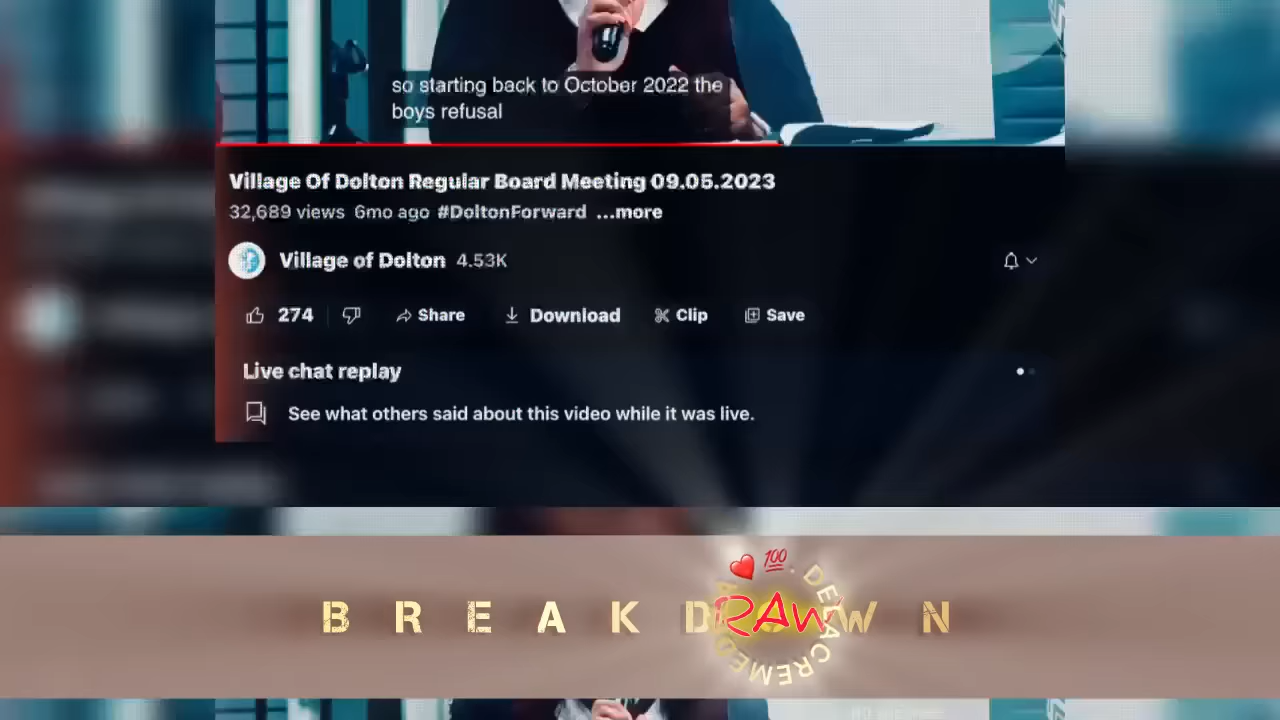 so starting back to October 2022 the
boys refusal
Village Of Dolton Regular Board Meeting 09.05.2023
32,689 views 6mo ago #DoltonForward ...more
Village of Dolton 4.53K
274 Share Download Clip Save
Live chat replay
See what others said about this video while it was live.
100
BREAKDOWN
RAW